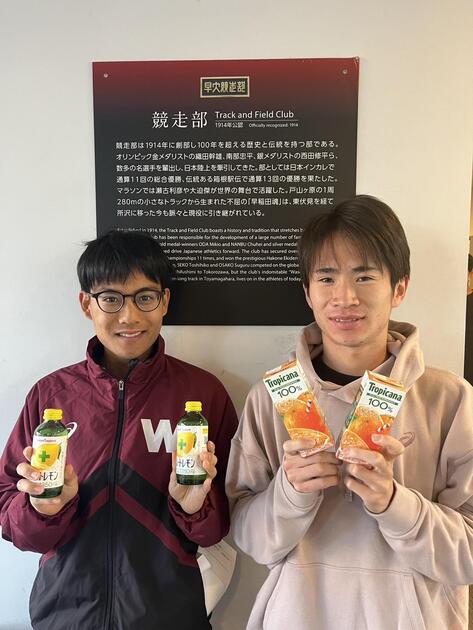 早大競走部
競走部
Track and Field Club
1914年公認 Officially recognized: 1914
競走部は1914年に創部し100年を超える歴史と伝統を持つ部である。
オリンピック金メダリストの織田幹雄、南部忠平、銀メダリストの西田修平ら、
数多の名選手を輩出し、日本陸上を牽引してきた。部としては日本インカレで
通算11回の総合優勝、伝統ある箱根駅伝で通算13回の優勝を果たした。
マラソンでは瀬古利彦や大迫傑が世界の舞台で活躍した。戸山ヶ原の1周
280mの小さなトラックから生まれた不屈の「早稲田魂」は、東伏見を経て
所沢に移った今も脈々と現役に引き継がれている。
in 1914, the Track and Field Club boasts a history and tradition that stretches b
club has been responsible for the development of a large number of fam
old medal-winners ODA Mikio and NANBU Chuhei and silver medal
ed drive Japanese athletics forward. The club has secured over
championships 11 times, and won the prestigious Hakone Ekiden
s, SEKO Toshihiko and OSAKO Suguru competed on the global
hifushimi to Tokorozawa, but the club's indomitable "Was
track in Toyamagahara, lives on in the athletes of today
W
レモン
レモン
Tropicana
100%
Tropicana
100%